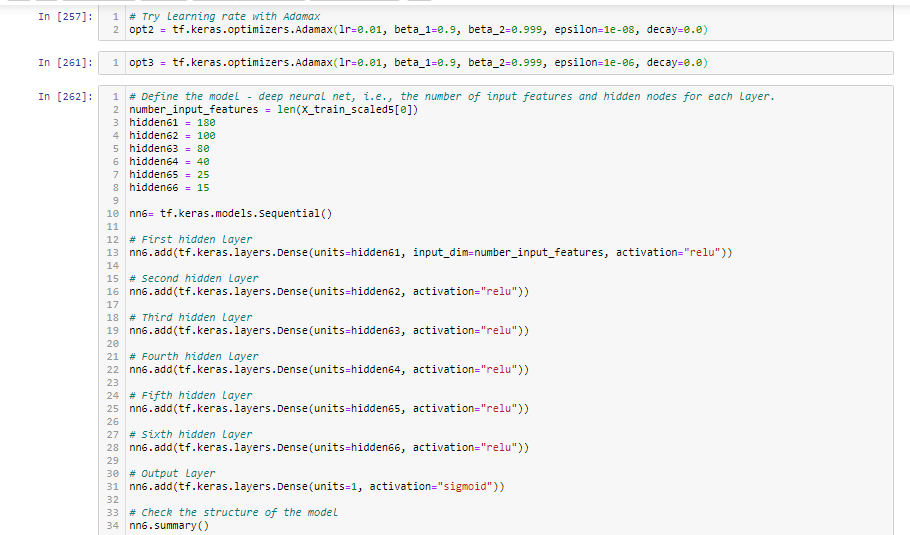 In [257]:
1 # Try Learning rate with Adamax
2 opt2 = tf.keras.optimizers.Adamax(lr=0.01, beta_1=0.9, beta_2=0.999, epsilon=1e-08, decay=0.0)
In [261]:
1 opt3 = tf.keras.optimizers.Adamax(lr=0.01, beta_1=0.9, beta_2=0.999, epsilon=1e-06, decay=0.0)
In [262]:
1 # Define the model - deep neural net, i.e., the number of input features and hidden nodes for each Layer.
2 number_input_features = len(X_train_scaled5[0])
3 hidden61 = 180
4 hidden62 = 100
5 hidden63 = 80
6 hidden64 = 40
7 hidden65 = 25
8 hidden66 = 15
9
10 nn6= tf.keras.models.Sequential()
11
12 # First hidden Layer
13 nn6.add(tf.keras.layers.Dense(units=hidden61, input_dim=number_input_features, activation="relu"))
14
15 # Second hidden Layer
16 nn6.add(tf.keras.layers.Dense(units=hidden62, activation="relu"))
17
18 # Third hidden Layer
19 nn6.add(tf.keras.layers.Dense(units=hidden63, activation="relu"))
20
21 # Fourth hidden Layer
22 nn6.add(tf.keras.layers.Dense(units=hidden64, activation="relu"))
23
24 # Fifth hidden Layer
25 nn6.add(tf.keras.layers.Dense(units=hidden65, activation="relu"))
26
27 # Sixth hidden Layer
28 nn6.add(tf.keras.layers.Dense(units=hidden66, activation="relu"))
29
30 # Output Layer
31 nn6.add(tf.keras.layers.Dense(units=1, activation="sigmoid"))
32
33 # Check the structure of the model
34 nn6.summary()